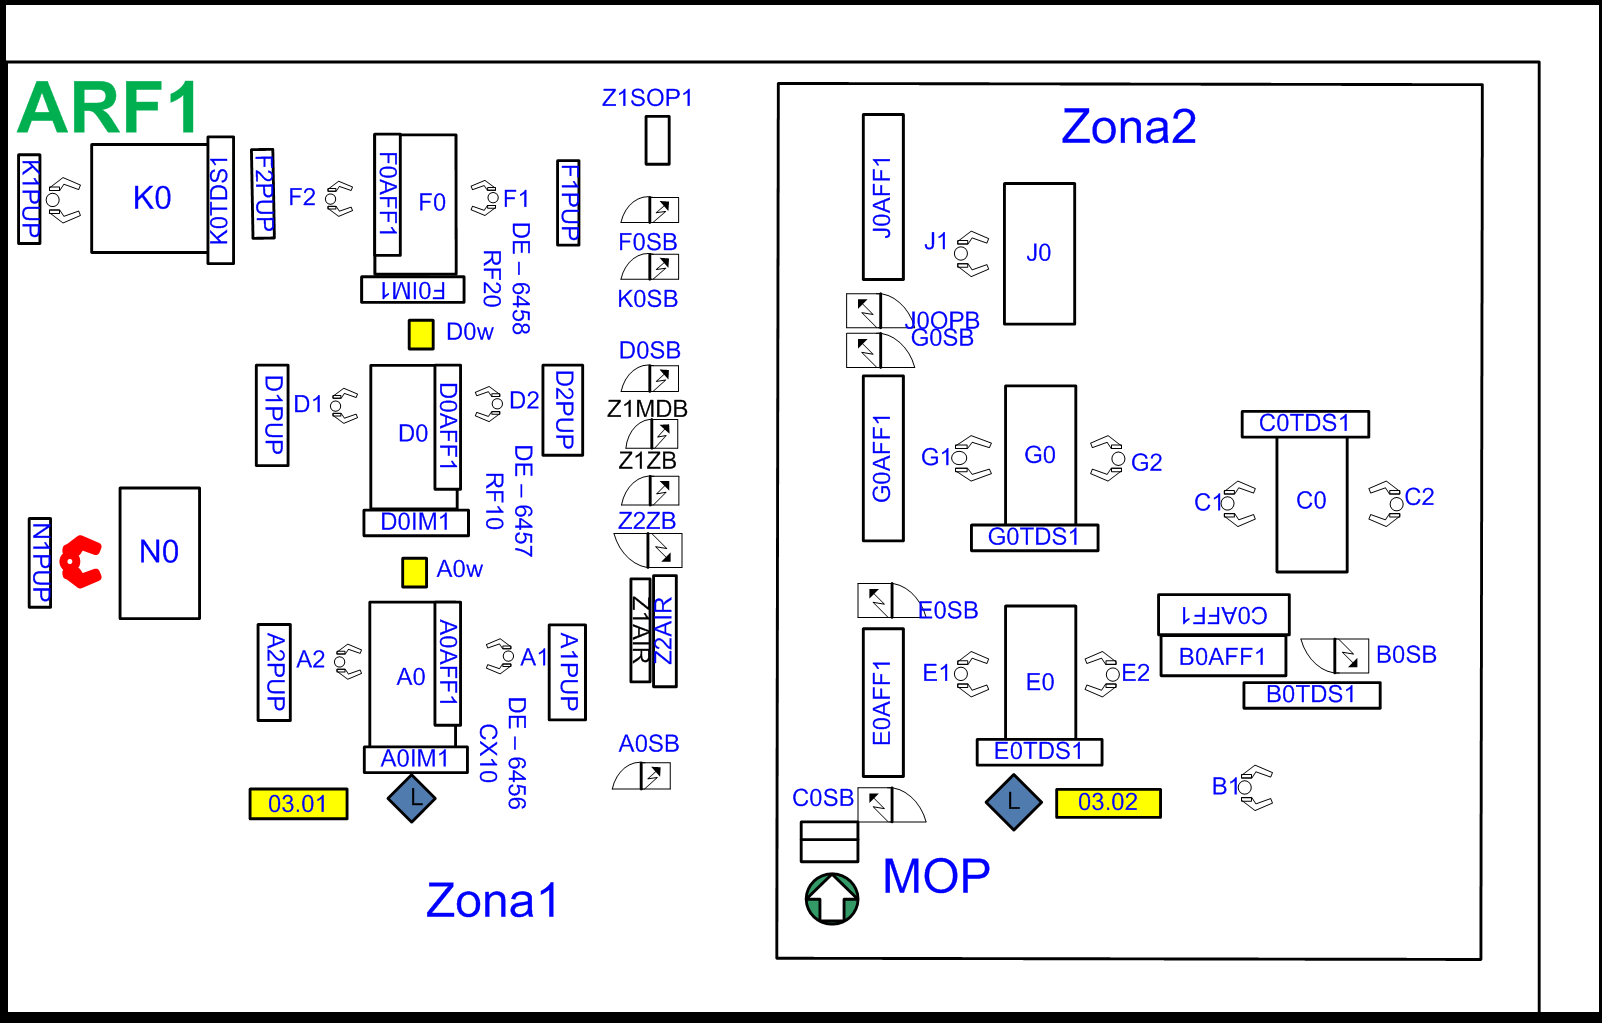 ARF1
Z1SOP1
Zona2
K1PUP
K0
K0TDS1
F2PUP
F2
F0AFF1
F0
F1
F1PUP
F0IM1
DE – 6458
RF20
F0SB
K0SB
D0w
D0SB
Z1MDB
Z1ZB
Z2ZB
D1PUP
D1
D0
D0AFF1
D2
D2PUP
D0IM1
DE – 6457
RF10
N1PUP
N0
A0w
Z1AIR
Z2AIR
A2PUP
A2
A0
A0AFF1
A1
A1PUP
A0IM1
DE – 6456
CX10
A0SB
03.01
L
Zona1
J0AFF1
J1
J0
J0OPB
G0SB
G0AFF1
G1
G0
G2
G0TDS1
C0TDS1
C1
C0
C2
E0SB
C0AFF1
B0AFF1
B0SB
B0TDS1
E0AFF1
E1
E0
E2
E0TDS1
C0SB
L
03.02
B1
MOP